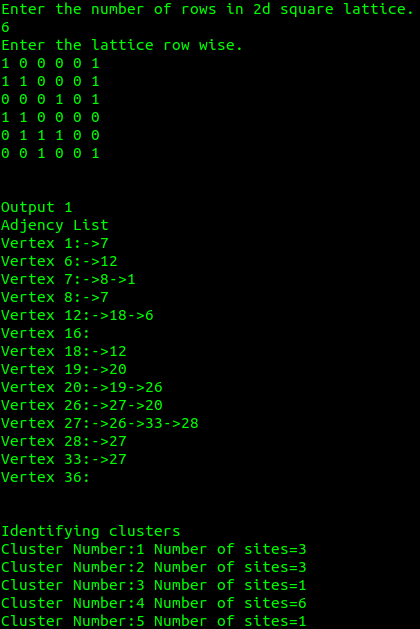 Enter the number of rows in 2d square lattice.
6
Enter the lattice row wise.
1 0 0 0 0 1
1 1 0 0 0 1
0 0 0 1 0 1
1 1 0 0 0 0
0 1 1 1 0 0
0 0 1 0 0 1
Output 1
Adjency List
Vertex 1:->7
Vertex 6:->12
Vertex 7:->8->1
Vertex 8:->7
Vertex 12:->18->6
Vertex 16:
Vertex 18:->12
Vertex 19:->20
Vertex 20:->19->26
Vertex 26:->27->20
Vertex 27:->26->33->28
Vertex 28:->27
Vertex 33:->27
Vertex 36:
Identifying clusters
Cluster Number:1 Number of sites=3
Cluster Number:2 Number of sites=3
Cluster Number:3 Number of sites=1
Cluster Number:4 Number of sites=6
Cluster Number:5 Number of sites=1